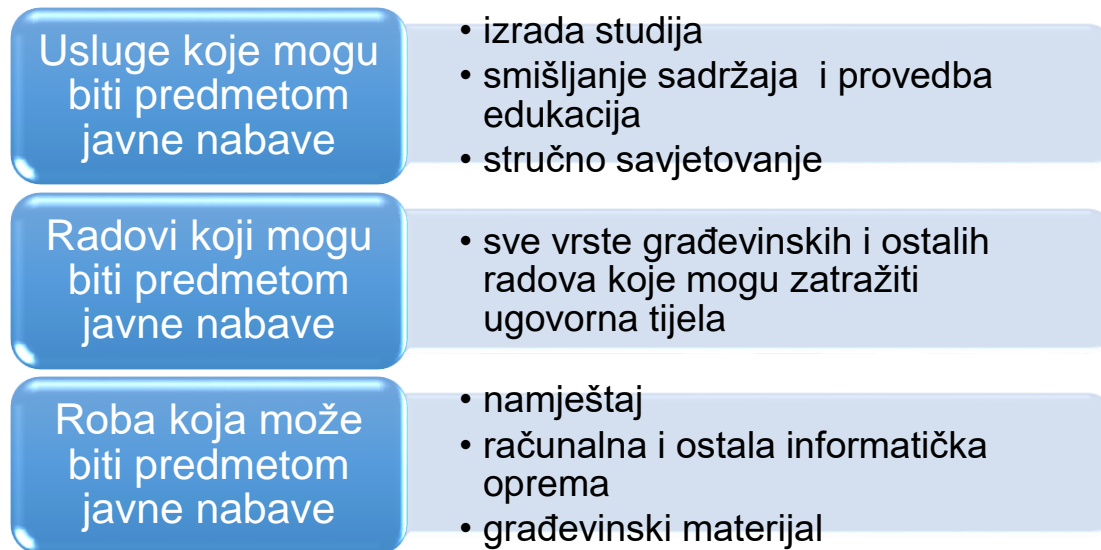 Usluge koje mogu
biti predmetom
javne nabave
• izrada studija
• smišljanje sadržaja  i provedba
edukacija
• stručno savjetovanje
Radovi koji mogu
biti predmetom
javne nabave
• sve vrste građevinskih i ostalih
radova koje mogu zatražiti
ugovorna tijela
Roba koja može
biti predmetom
javne nabave
• namještaj
• računalna i ostala informatička
oprema
• građevinski materijal